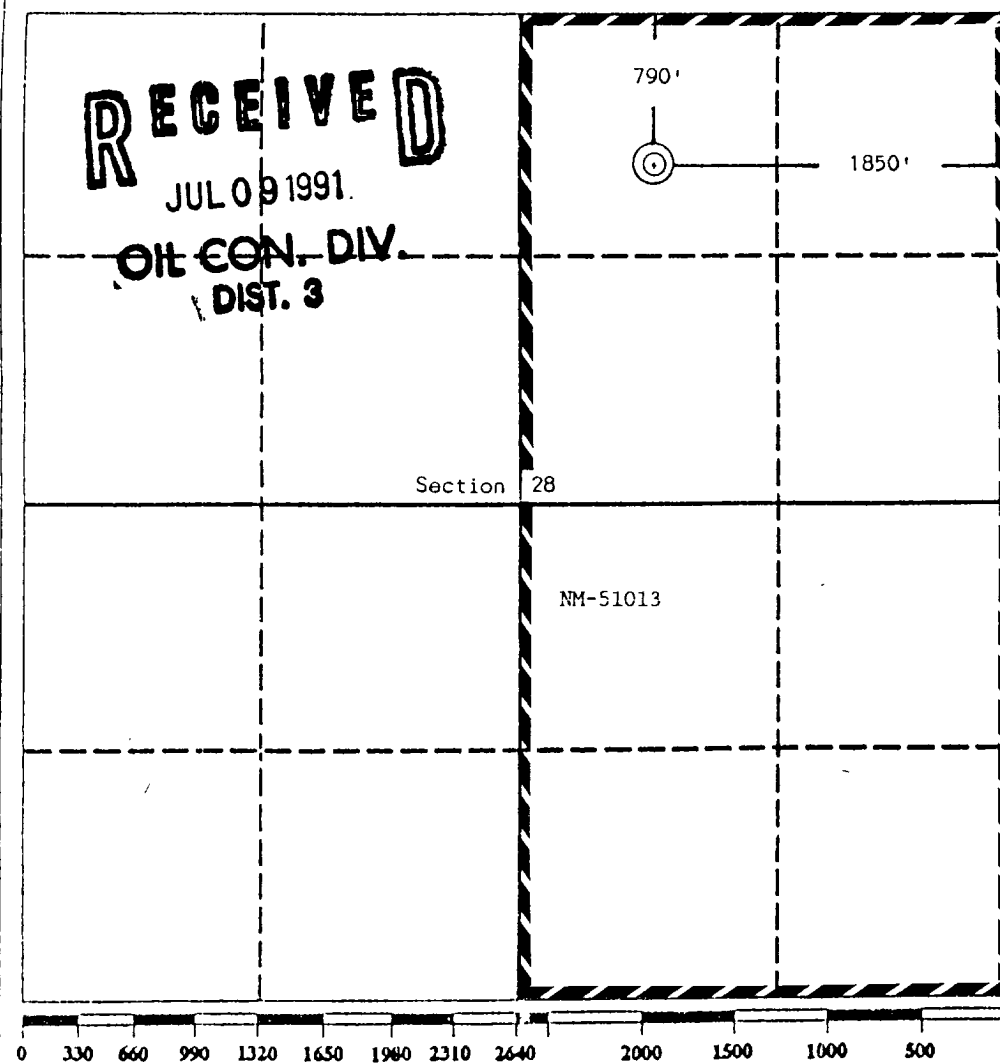 RECEIVED
JUL 09 1991.
OIL CON. DIV.
DIST. 3
790'
1850'
Section 28
NM-51013
0 330 660 990 1320 1650 1980 2310 2640 2000 1500 1000 500